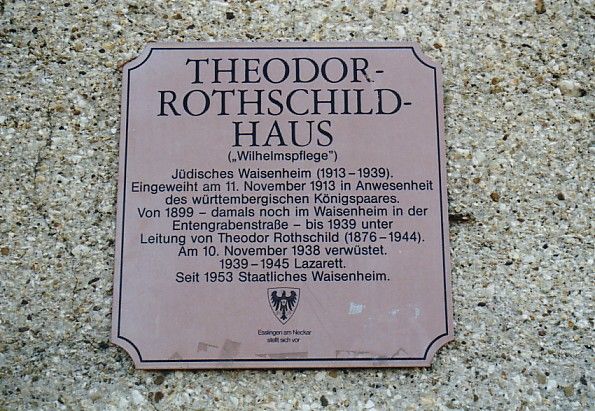 THEODOR-
ROTHSCHILD-
HAUS
(„Wilhelmspflege")
Jüdisches Waisenheim (1913–1939).
Eingeweiht am 11. November 1913 in Anwesenheit
des württembergischen Königspaares.
Von 1899 – damals noch im Waisenheim in der
Entengrabenstraße – bis 1939 unter
Leitung von Theodor Rothschild (1876–1944).
Am 10. November 1938 verwüstet.
1939–1945 Lazarett.
Seit 1953 Staatliches Waisenheim.
Esslingen am Neckar
stellt sich vor